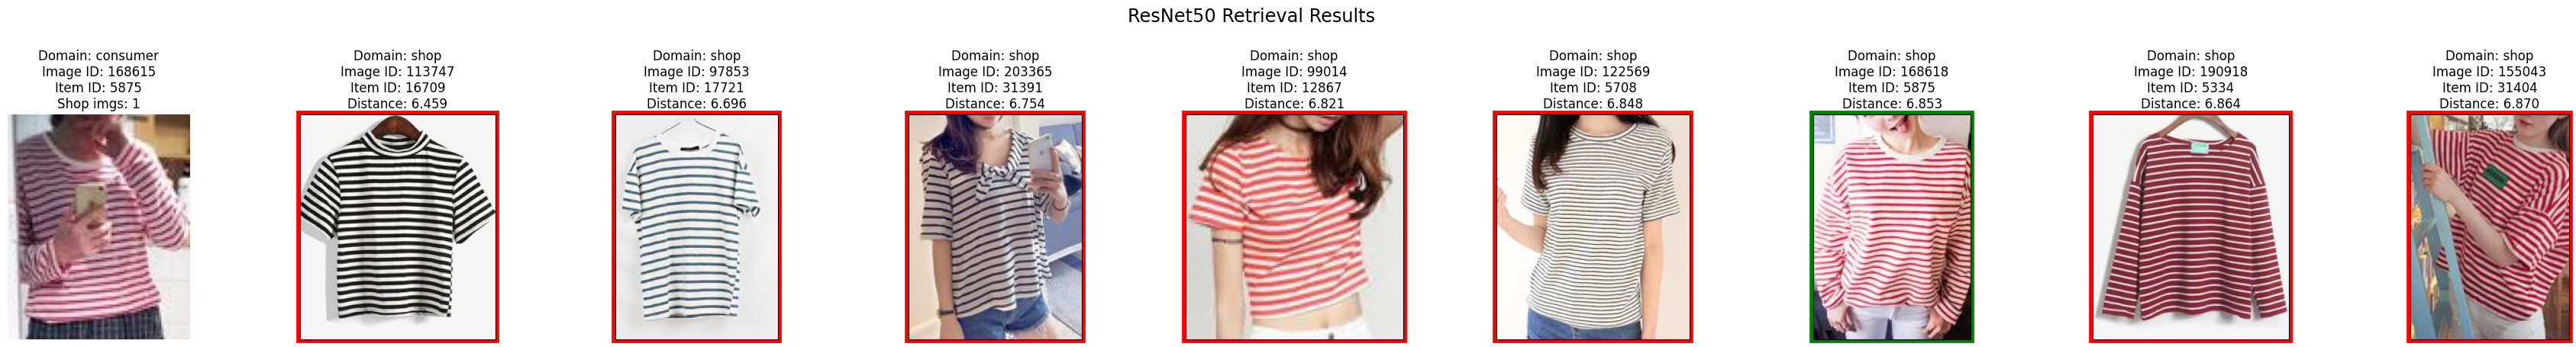 ResNet50 Retrieval Results
Domain: consumer
Image ID: 168615
Item ID: 5875
Shop imgs: 1
Domain: shop
Image ID: 113747
Item ID: 16709
Distance: 6.459
Domain: shop
Image ID: 97853
Item ID: 17721
Distance: 6.696
Domain: shop
Image ID: 203365
Item ID: 31391
Distance: 6.754
Domain: shop
Image ID: 99014
Item ID: 12867
Distance: 6.821
Domain: shop
Image ID: 122569
Item ID: 5708
Distance: 6.848
Domain: shop
Image ID: 168618
Item ID: 5875
Distance: 6.853
Domain: shop
Image ID: 190918
Item ID: 5334
Distance: 6.864
Domain: shop
Image ID: 155043
Item ID: 31404
Distance: 6.870